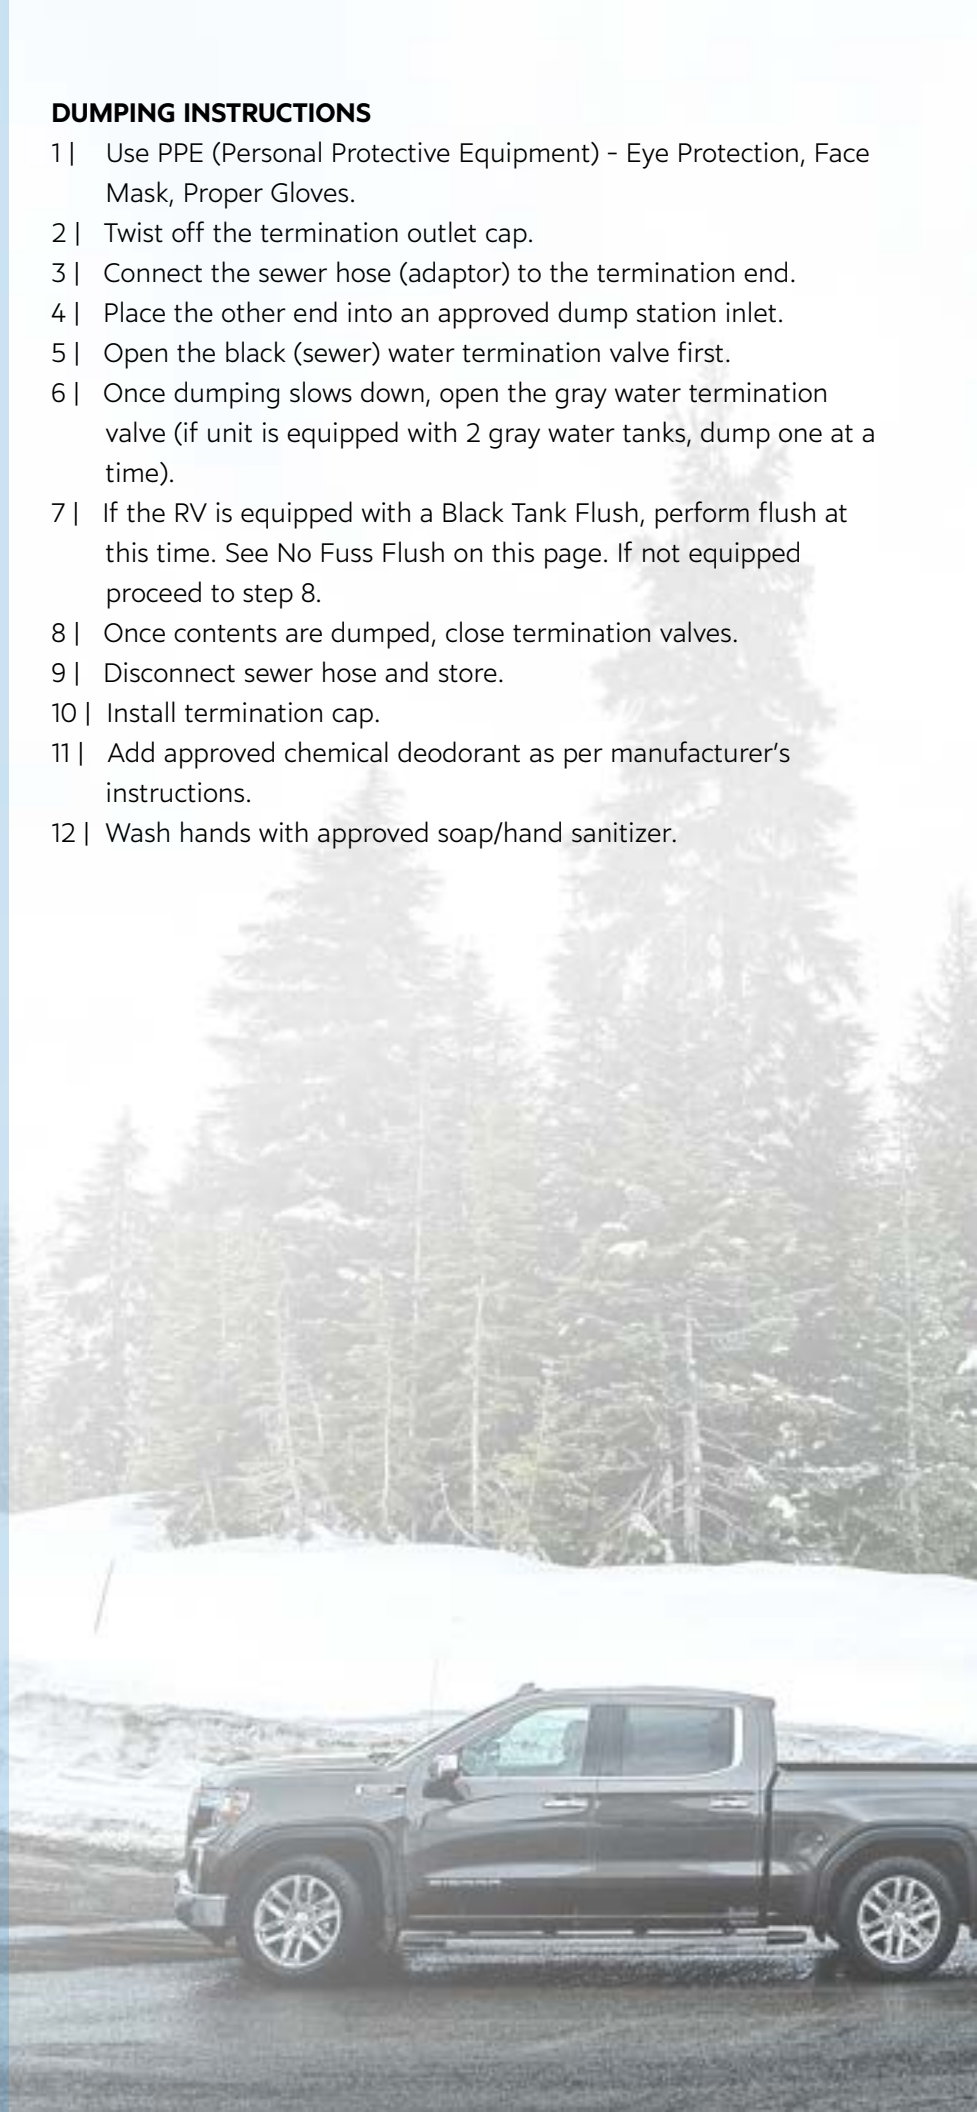 DUMPING INSTRUCTIONS
1 | Use PPE (Personal Protective Equipment) - Eye Protection, Face
Mask, Proper Gloves.
2 | Twist off the termination outlet cap.
3 | Connect the sewer hose (adaptor) to the termination end.
4 | Place the other end into an approved dump station inlet.
5 | Open the black (sewer) water termination valve first.
6 | Once dumping slows down, open the gray water termination
valve (if unit is equipped with 2 gray water tanks, dump one at a
time).
7 | If the RV is equipped with a Black Tank Flush, perform flush at
this time. See No Fuss Flush on this page. If not equipped
proceed to step 8.
8 | Once contents are dumped, close termination valves.
9 | Disconnect sewer hose and store.
10 | Install termination cap.
11 | Add approved chemical deodorant as per manufacturer’s
instructions.
12 | Wash hands with approved soap/hand sanitizer.